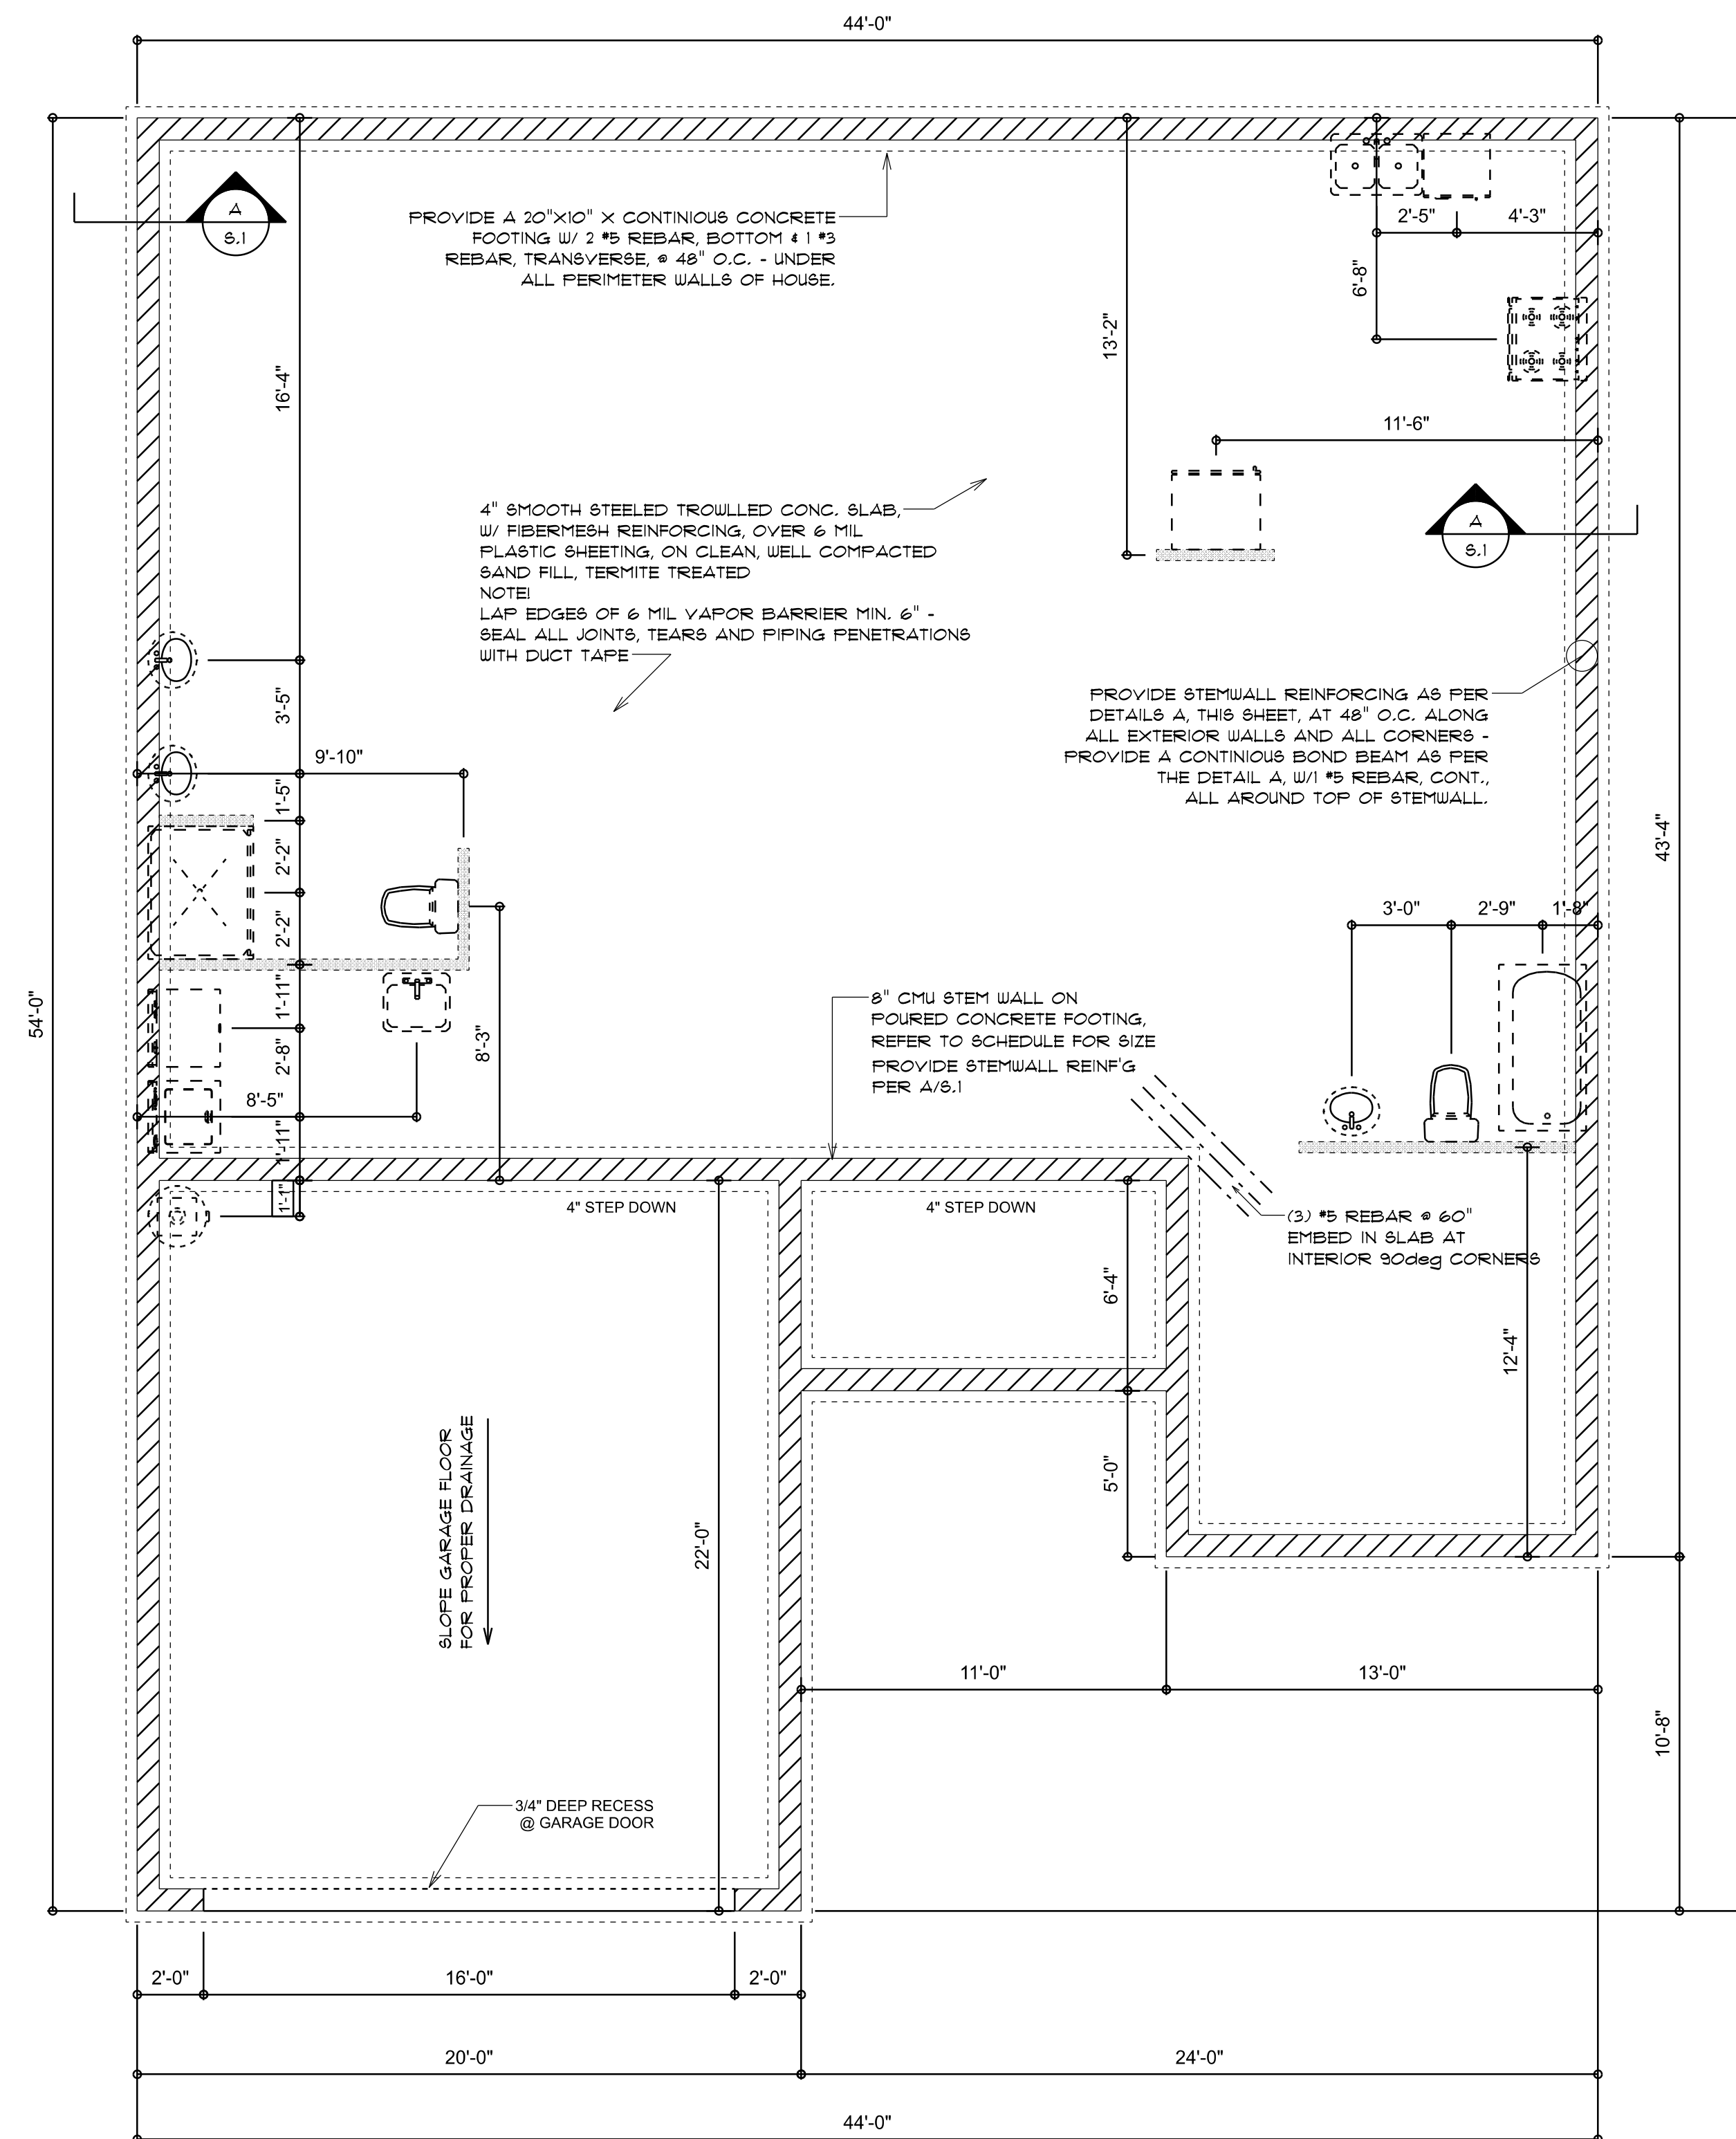 44'-0"
A
S.1
PROVIDE A 20"X10" X CONTINIOUS CONCRETE
FOOTING W/ 2 #5 REBAR, BOTTOM & 1 #3
REBAR, TRANSVERSE, @ 48" O.C. - UNDER
ALL PERIMETER WALLS OF HOUSE.
2'-5"
4'-3"
6'-8"
13'-2"
16'-4"
11'-6"
4" SMOOTH STEELED TROWLLED CONC. SLAB,
W/ FIBERMESH REINFORCING, OVER 6 MIL
PLASTIC SHEETING, ON CLEAN, WELL COMPACTED
SAND FILL, TERMITE TREATED
NOTE!
LAP EDGES OF 6 MIL VAPOR BARRIER MIN. 6" -
SEAL ALL JOINTS, TEARS AND PIPING PENETRATIONS
WITH DUCT TAPE
A
S.1
PROVIDE STEMWALL REINFORCING AS PER
DETAILS A, THIS SHEET, AT 48" O.C. ALONG
ALL EXTERIOR WALLS AND ALL CORNERS -
PROVIDE A CONTINIOUS BOND BEAM AS PER
THE DETAIL A, W/1 #5 REBAR, CONT.,
ALL AROUND TOP OF STEMWALL.
3'-5"
9'-10"
1'-5"
2'-2"
2'-2"
1'-11"
2'-8"
8'-5"
1'-11"
1'-1"
8'-3"
43'-4"
54'-0"
3'-0"
2'-9"
1'-8"
8" CMU STEM WALL ON
POURED CONCRETE FOOTING,
REFER TO SCHEDULE FOR SIZE
PROVIDE STEMWALL REINF'G
PER A/S.1
4" STEP DOWN
4" STEP DOWN
(3) #5 REBAR @ 60"
EMBED IN SLAB AT
INTERIOR 90deg CORNERS
6'-4"
12'-4"
5'-0"
SLOPE GARAGE FLOOR
FOR PROPER DRAINAGE
22'-0"
11'-0"
13'-0"
10'-8"
3/4" DEEP RECESS
@ GARAGE DOOR
2'-0"
16'-0"
2'-0"
20'-0"
24'-0"
44'-0"